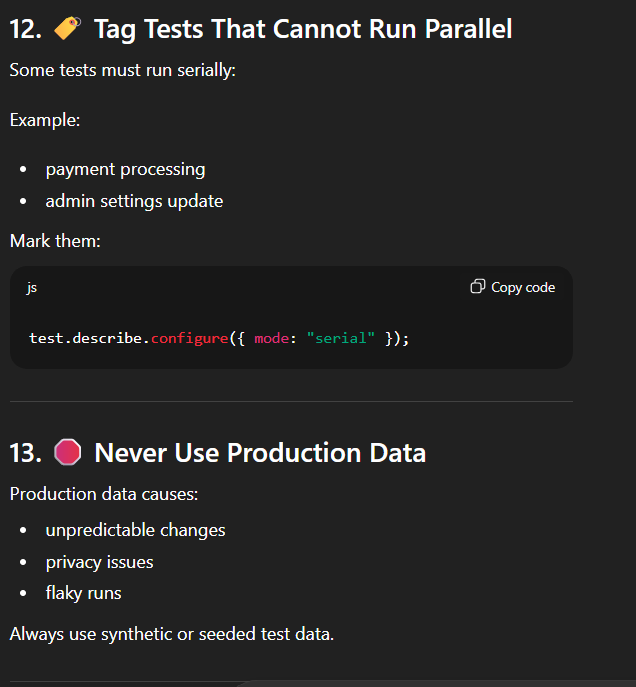 12. 🏷️ Tag Tests That Cannot Run Parallel
Some tests must run serially:
Example:
• payment processing
• admin settings update
Mark them:
js
Copy code
test.describe.configure({ mode: "serial" });
13. 🛑 Never Use Production Data
Production data causes:
• unpredictable changes
• privacy issues
• flaky runs
Always use synthetic or seeded test data.